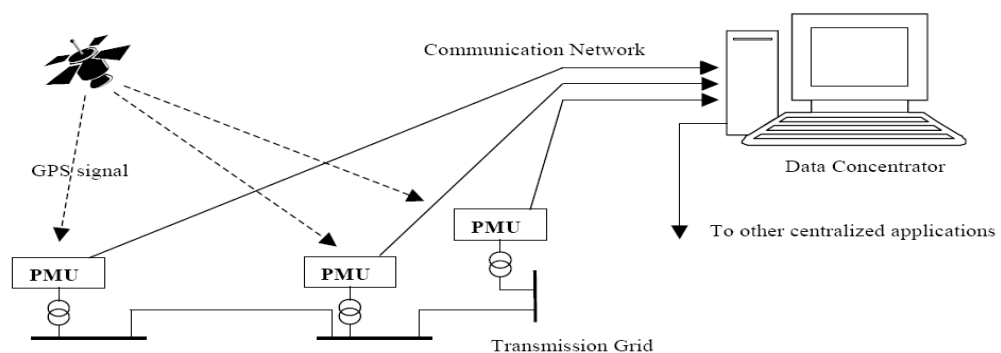 Communication Network
GPS signal
Data Concentrator
PMU
To other centralized applications
PMU
PMU
Transmission Grid